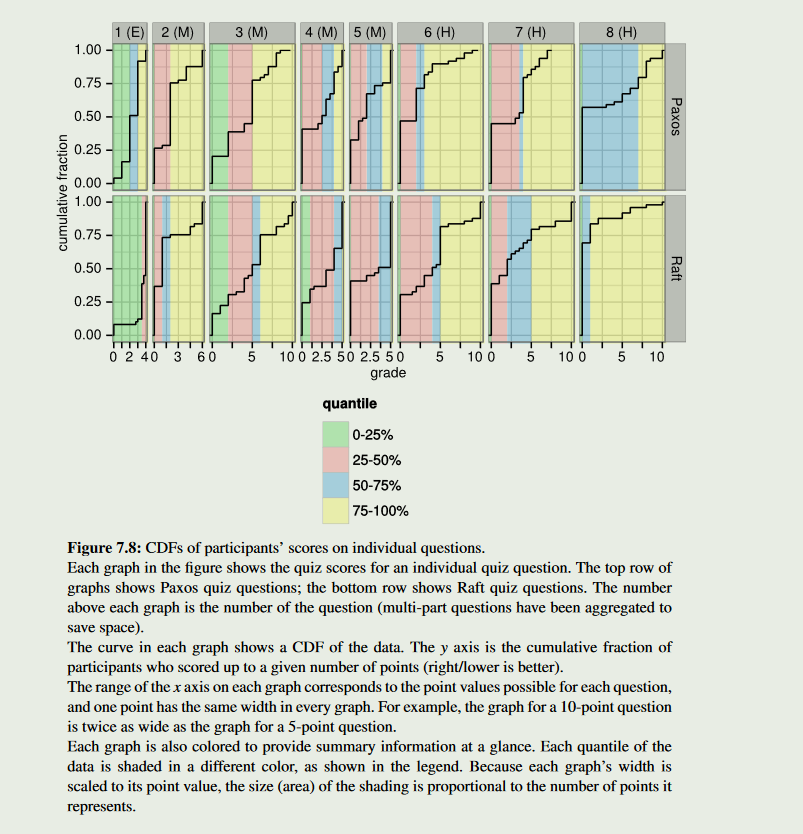 1 (E) 2 (M) 3 (M) 4 (M) 5 (M) 6 (H) 7 (H) 8 (H)
1.00
0.75
0.50
0.25
0.00
Paxos
cumulative fraction
1.00
0.75
0.50
0.25
0.00
Raft
0 2 4 0 3 6 0 5 10 0 2.5 5 0 2.5 5 0 5 10 0 5 10 0 5 10
grade
quantile
0-25%
25-50%
50-75%
75-100%
Figure 7.8: CDFs of participants’ scores on individual questions.
Each graph in the figure shows the quiz scores for an individual quiz question. The top row of
graphs shows Paxos quiz questions; the bottom row shows Raft quiz questions. The number
above each graph is the number of the question (multi-part questions have been aggregated to
save space).
The curve in each graph shows a CDF of the data. The y axis is the cumulative fraction of
participants who scored up to a given number of points (right/lower is better).
The range of the x axis on each graph corresponds to the point values possible for each question,
and one point has the same width in every graph. For example, the graph for a 10-point question
is twice as wide as the graph for a 5-point question.
Each graph is also colored to provide summary information at a glance. Each quantile of the
data is shaded in a different color, as shown in the legend. Because each graph’s width is
scaled to its point value, the size (area) of the shading is proportional to the number of points it
represents.